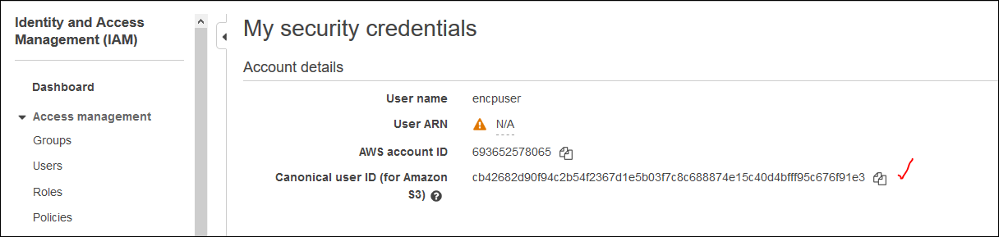 Identity and Access
Management (IAM)
Dashboard
Access management
Groups
Users
Roles
Policies
My security credentials
Account details
User name encpuser
User ARN N/A
AWS account ID 693652578065
Canonical user ID (for Amazon cb42682d90f94c2b54f2367d1e5b03f7c8c688874e15c40d4bfff95c676f91e3
S3)